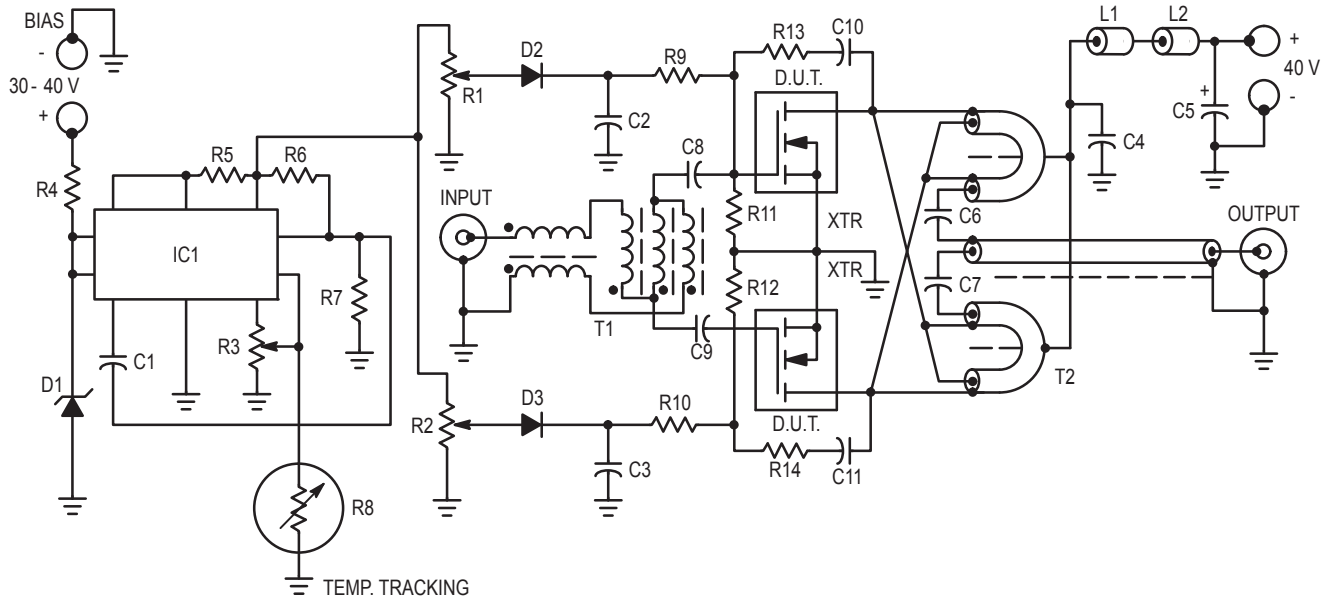 BIAS
-
30 - 40 V
+
R4
D1
IC1
R5
R6
R7
C1
R3
R8
TEMP. TRACKING
R1
D2
R9
C2
INPUT
T1
C8
C9
R2
D3
R10
C3
R13
C10
D.U.T.
R11
XTR
XTR
R12
D.U.T.
R14
C11
L1
L2
+
40 V
-
+
C5
C4
C6
C7
OUTPUT
T2